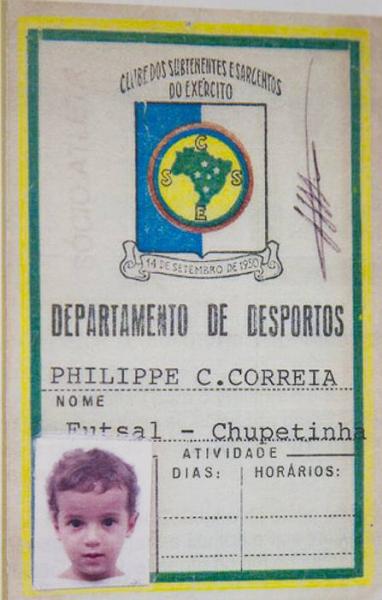 CLUBE DOS SUBTENENTES E SARGENTOS
DO EXÉRCITO
C
S S
E
14 DE SETEMBRO DE 1950
DEPARTAMENTO DE DESPORTOS
PHILIPPE C.CORREIA
NOME
Futsal - Chupetinha
ATIVIDADE
DIAS: HORÁRIOS: